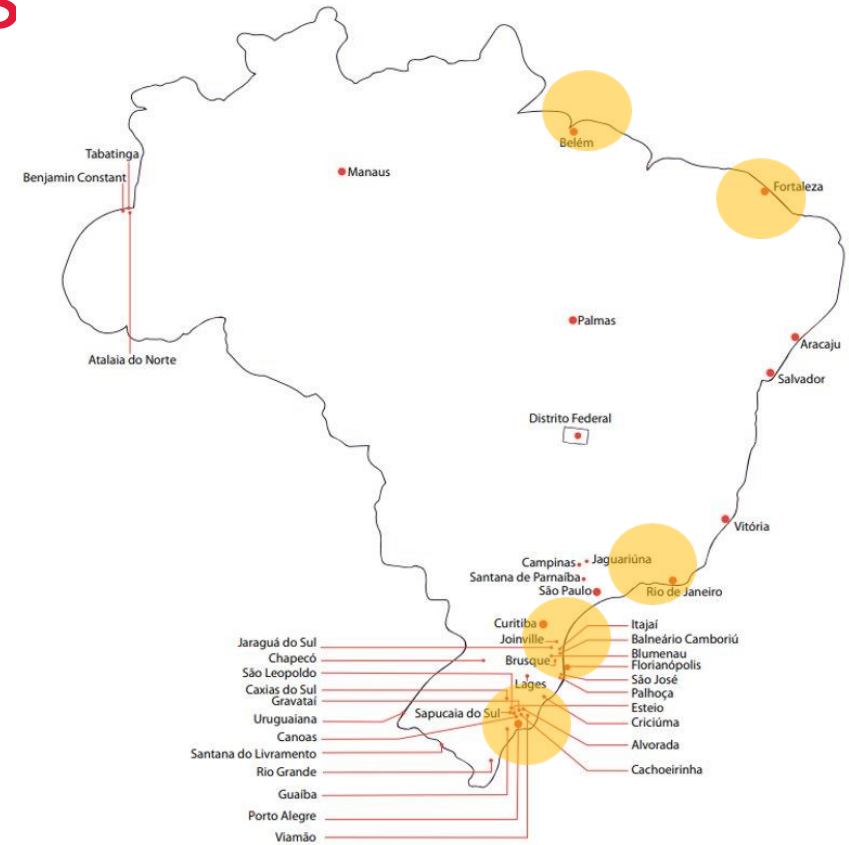 S
Tabatinga
Benjamin Constant
Manaus
Belém
Fortaleza
Atalaia do Norte
Palmas
Aracaju
Salvador
Distrito Federal
Vitória
Campinas
Jaguariúna
Santana de Parnaíba
São Paulo
Rio de Janeiro
Curitiba
Joinville
Brusque
Lages
Sapucaia do Sul
Jaraguá do Sul
Chapecó
São Leopoldo
Caxias do Sul
Gravataí
Uruguaiana
Canoas
Santana do Livramento
Rio Grande
Guaíba
Porto Alegre
Viamão
Itajaí
Balneário Camboriú
Blumenau
Florianópolis
São José
Palhoça
Esteio
Criciúma
Alvorada
Cachoeirinha